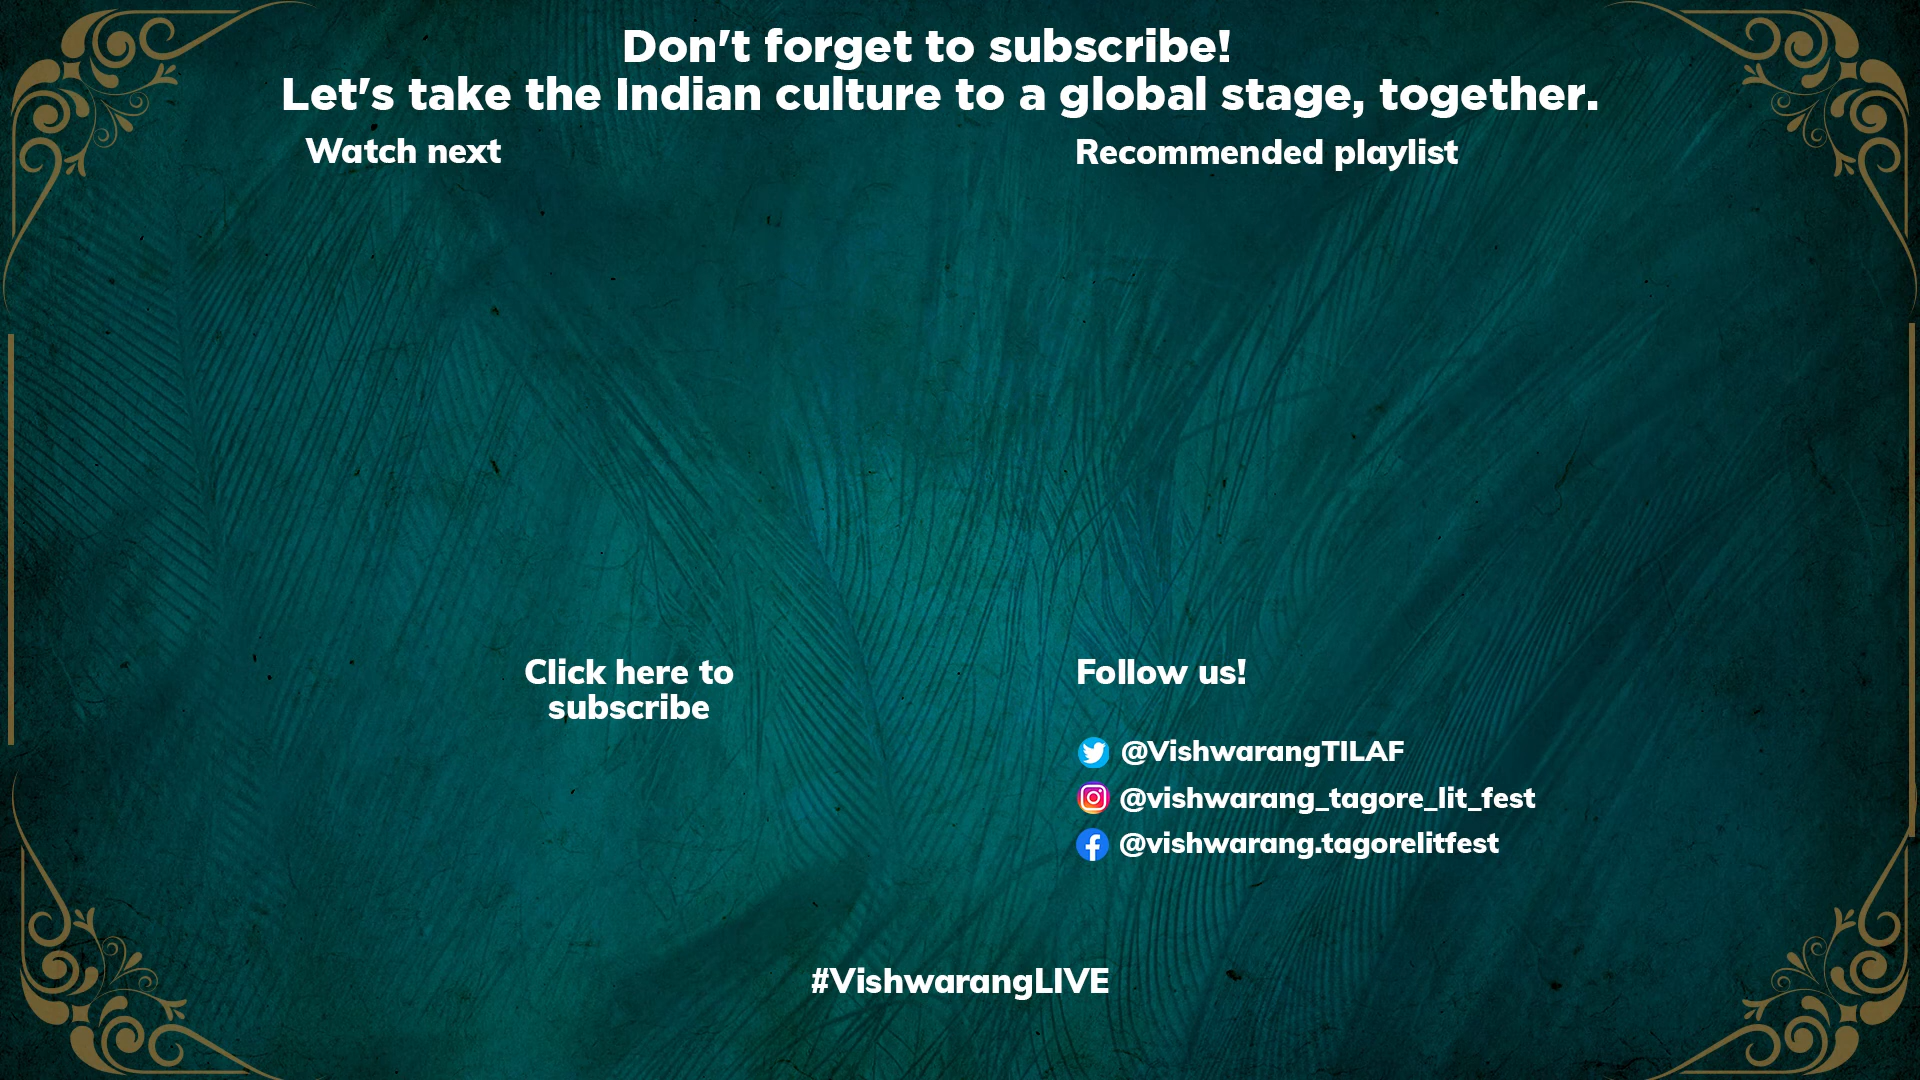 Don't forget to subscribe!
Let's take the Indian culture to a global stage, together.
Watch next
Recommended playlist
Click here to
subscribe
Follow us!
@VishwarangTILAF
@vishwarang_tagore_lit_fest
@vishwarang.tagorelitfest
#VishwarangLIVE